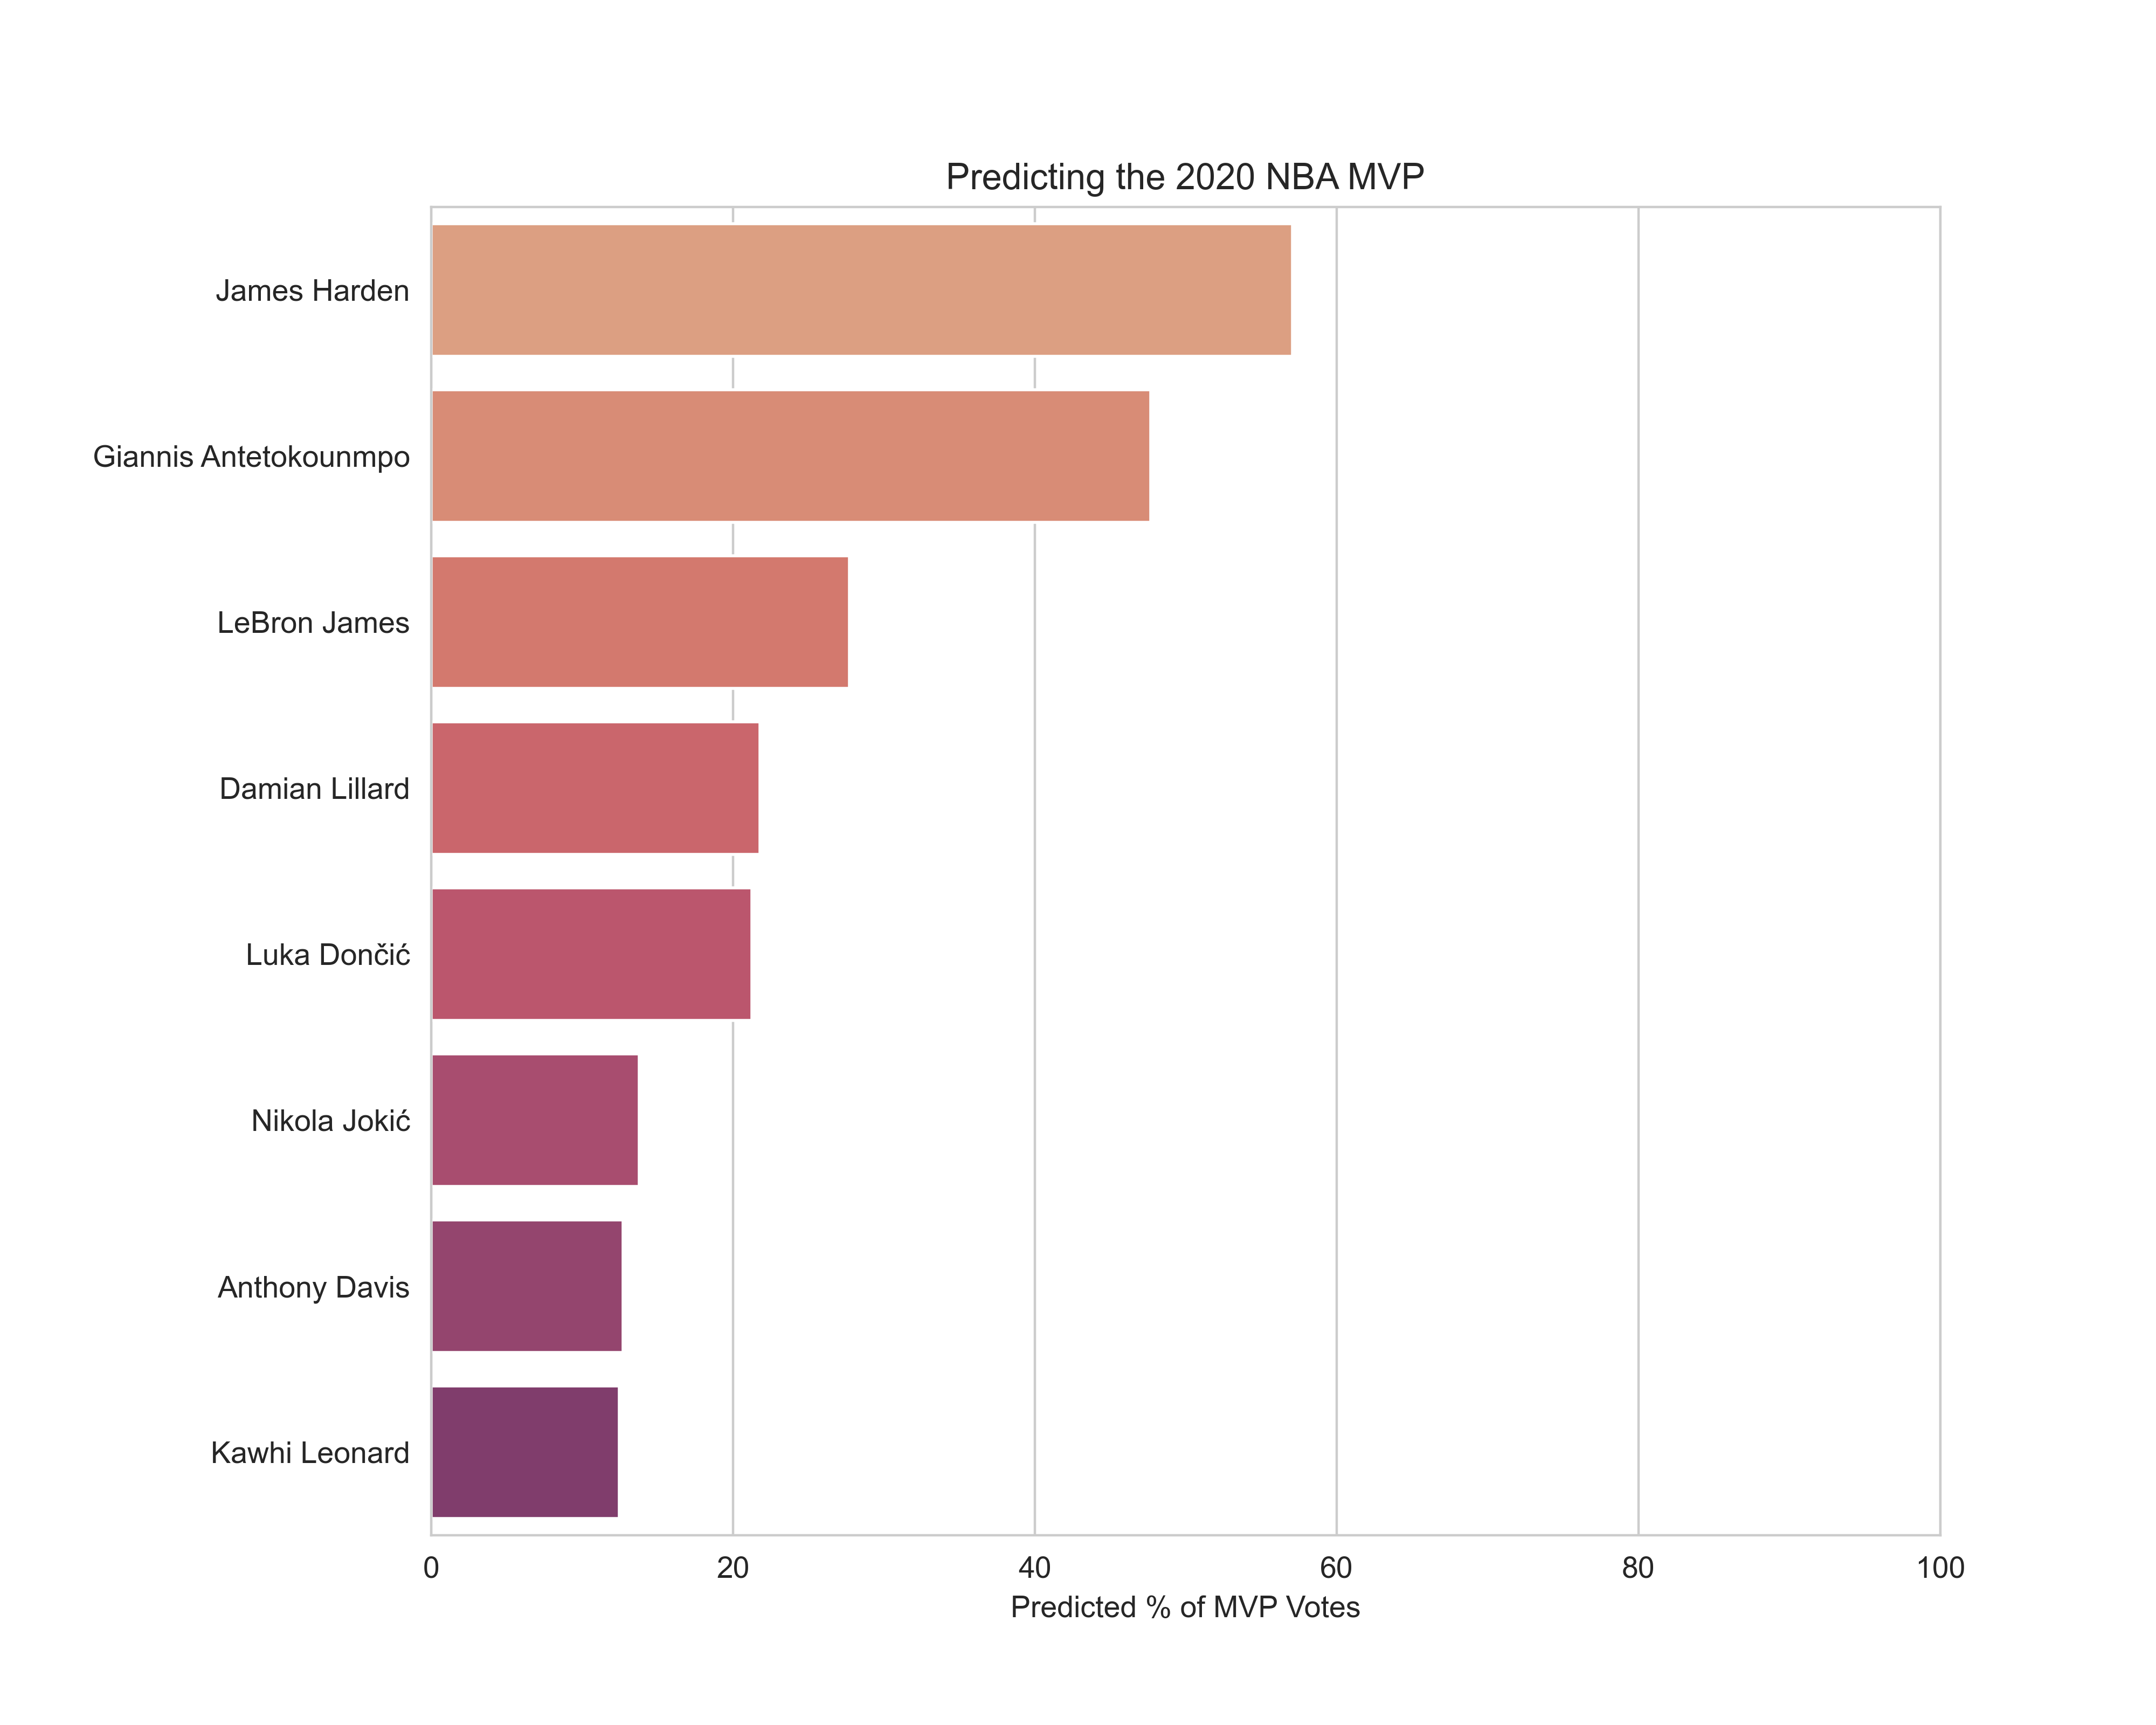 Predicting the 2020 NBA MVP
James Harden
Giannis Antetokounmpo
LeBron James
Damian Lillard
Luka Dončić
Nikola Jokić
Anthony Davis
Kawhi Leonard
0 20 40 60 80 100
Predicted % of MVP Votes